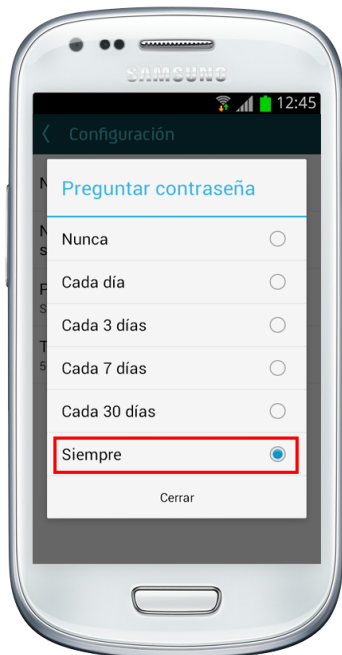 SAMSUNG
12:45
Configuración
Preguntar contraseña
Nunca
Cada día
Cada 3 días
Cada 7 días
Cada 30 días
Siempre
Cerrar